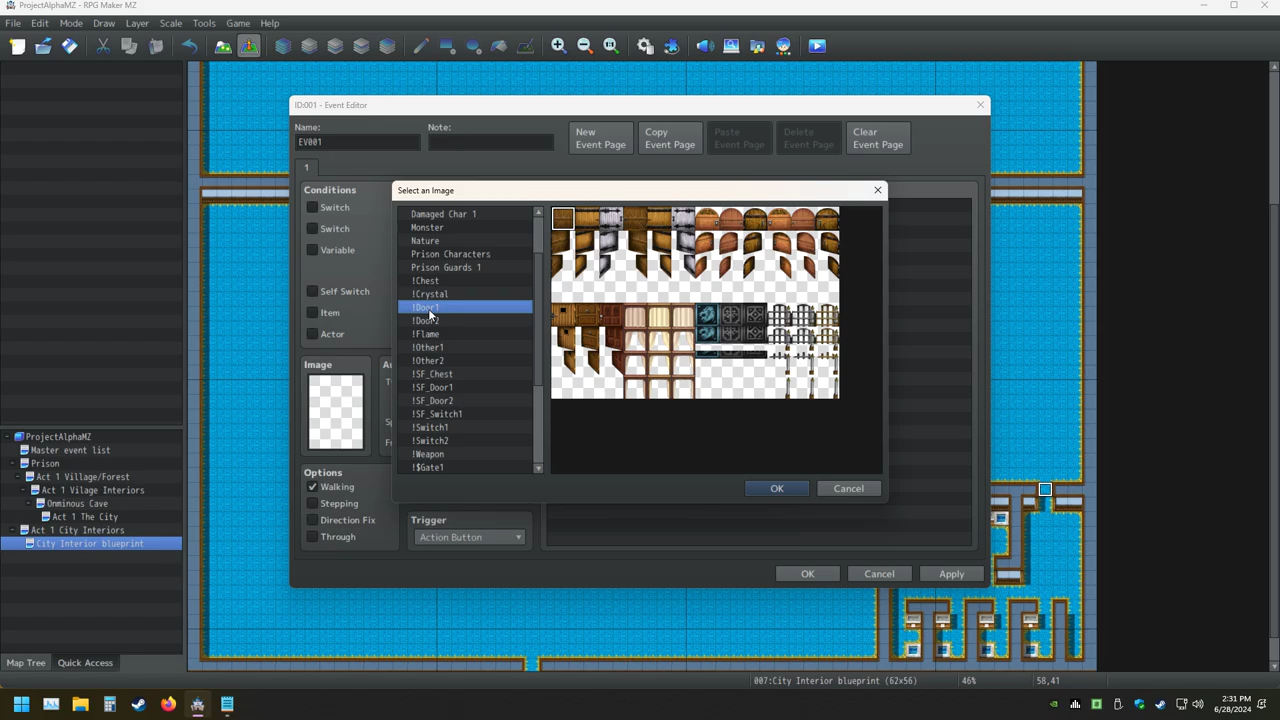 ProjectAlphaMZ - RPG Maker MZ
File Edit Mode Draw Layer Scale Tools Game Help
ID:001 - Event Editor
Name:
Note:
EV001
New
Event Page
Copy
Event Page
Paste
Event Page
Delete
Event Page
Clear
Event Page
1
Conditions
Switch
Switch
Variable
Self Switch
Item
Actor
Image
Options
Walking
Stepping
Direction Fix
Through
Trigger
Action Button
OK
Cancel
Apply
Select an Image
Damaged Char 1
Monster
Nature
Prison Characters
Prison Guards 1
!Chest
!Crystal
!Door1
!Door2
!Flame
!Other1
!Other2
!SF_Chest
!SF_Door1
!SF_Door2
!SF_Switch1
!Switch1
!Switch2
!Weapon
!$Gate1
OK
Cancel
ProjectAlphaMZ
Master event list
Prison
Act 1 Village/Forest
Act 1 Vilage Interiors
Onminous Cave
Act 1 The City
Act 1 City Interiors
City Interior blueprint
Map Tree
Quick Access
007:City Interior blueprint (62x56)
46%
58,41
2:31 PM
6/28/2024